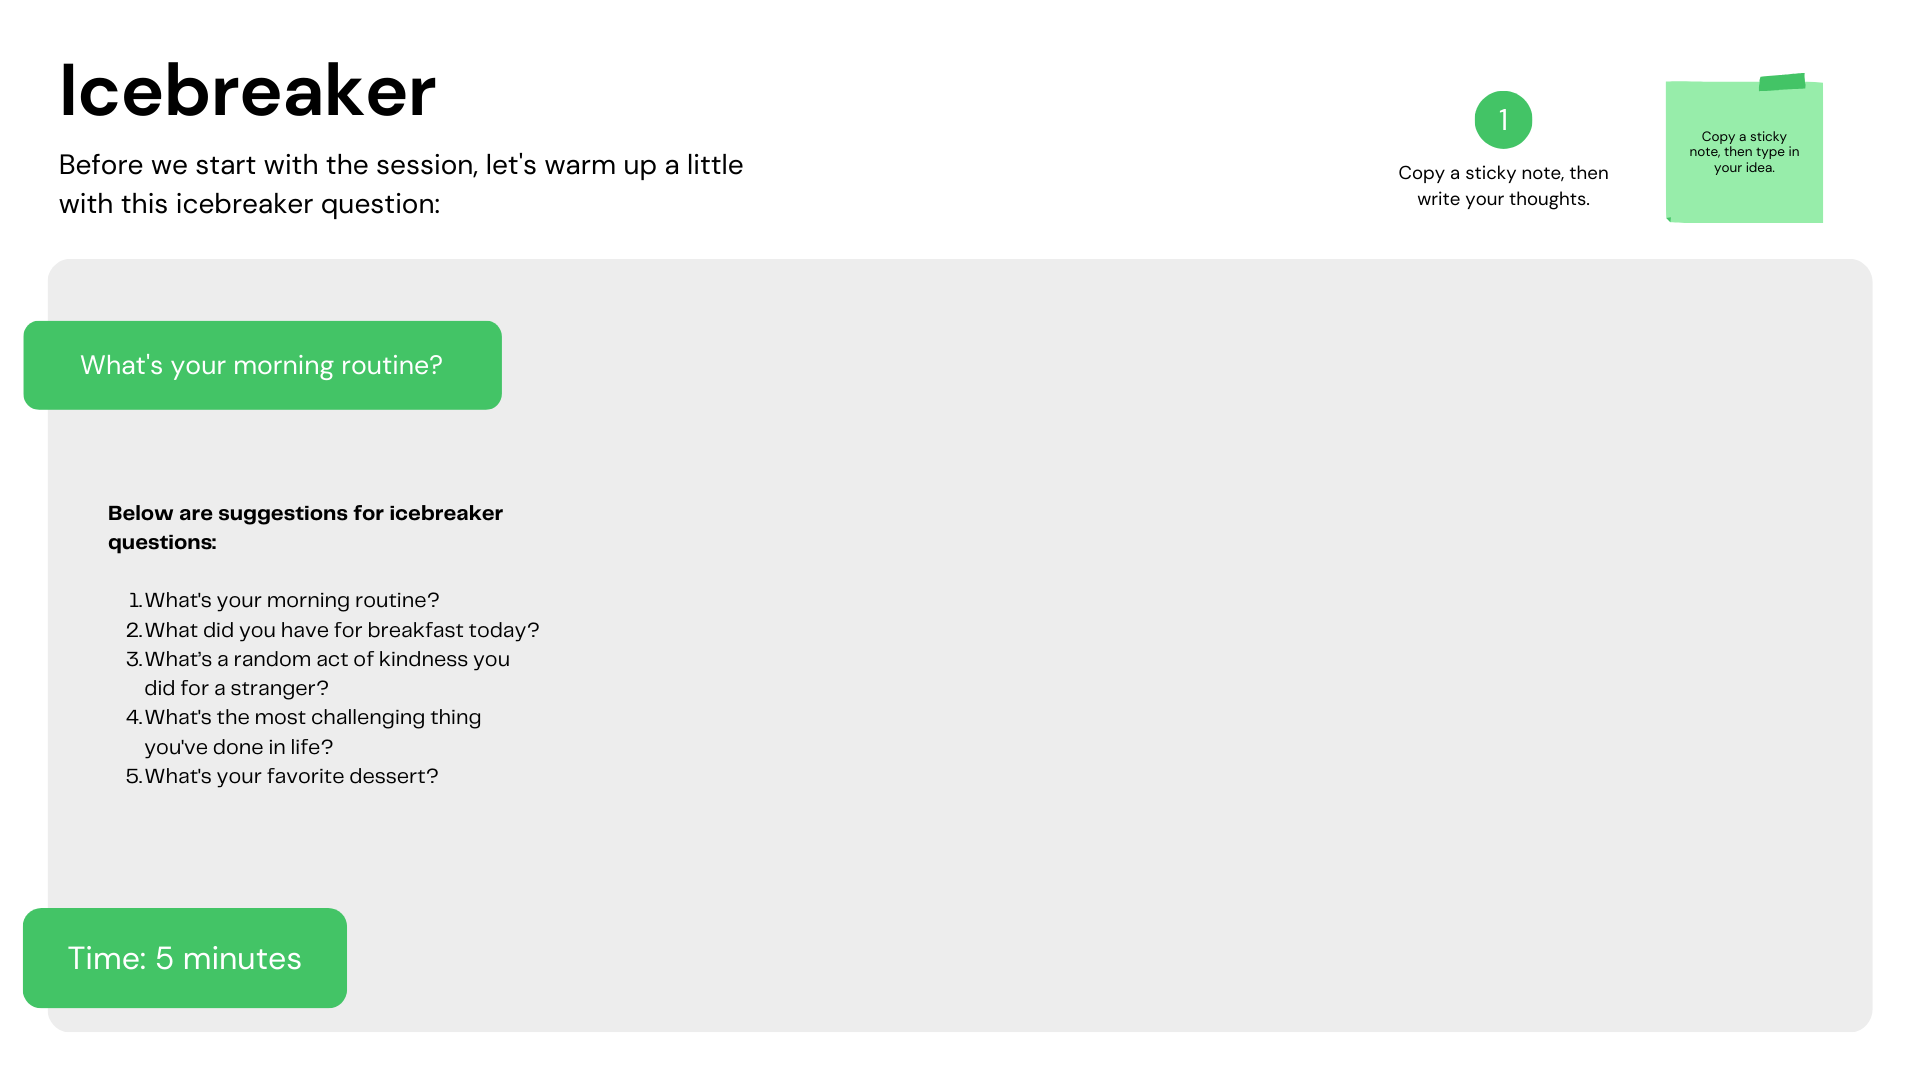 Icebreaker
Before we start with the session, let's warm up a little
with this icebreaker question:
1
Copy a sticky note, then
write your thoughts.
Copy a sticky
note, then type in
your idea.
What's your morning routine?
Below are suggestions for icebreaker
questions:
1. What's your morning routine?
2. What did you have for breakfast today?
3. What’s a random act of kindness you
did for a stranger?
4. What's the most challenging thing
you've done in life?
5. What's your favorite dessert?
Time: 5 minutes